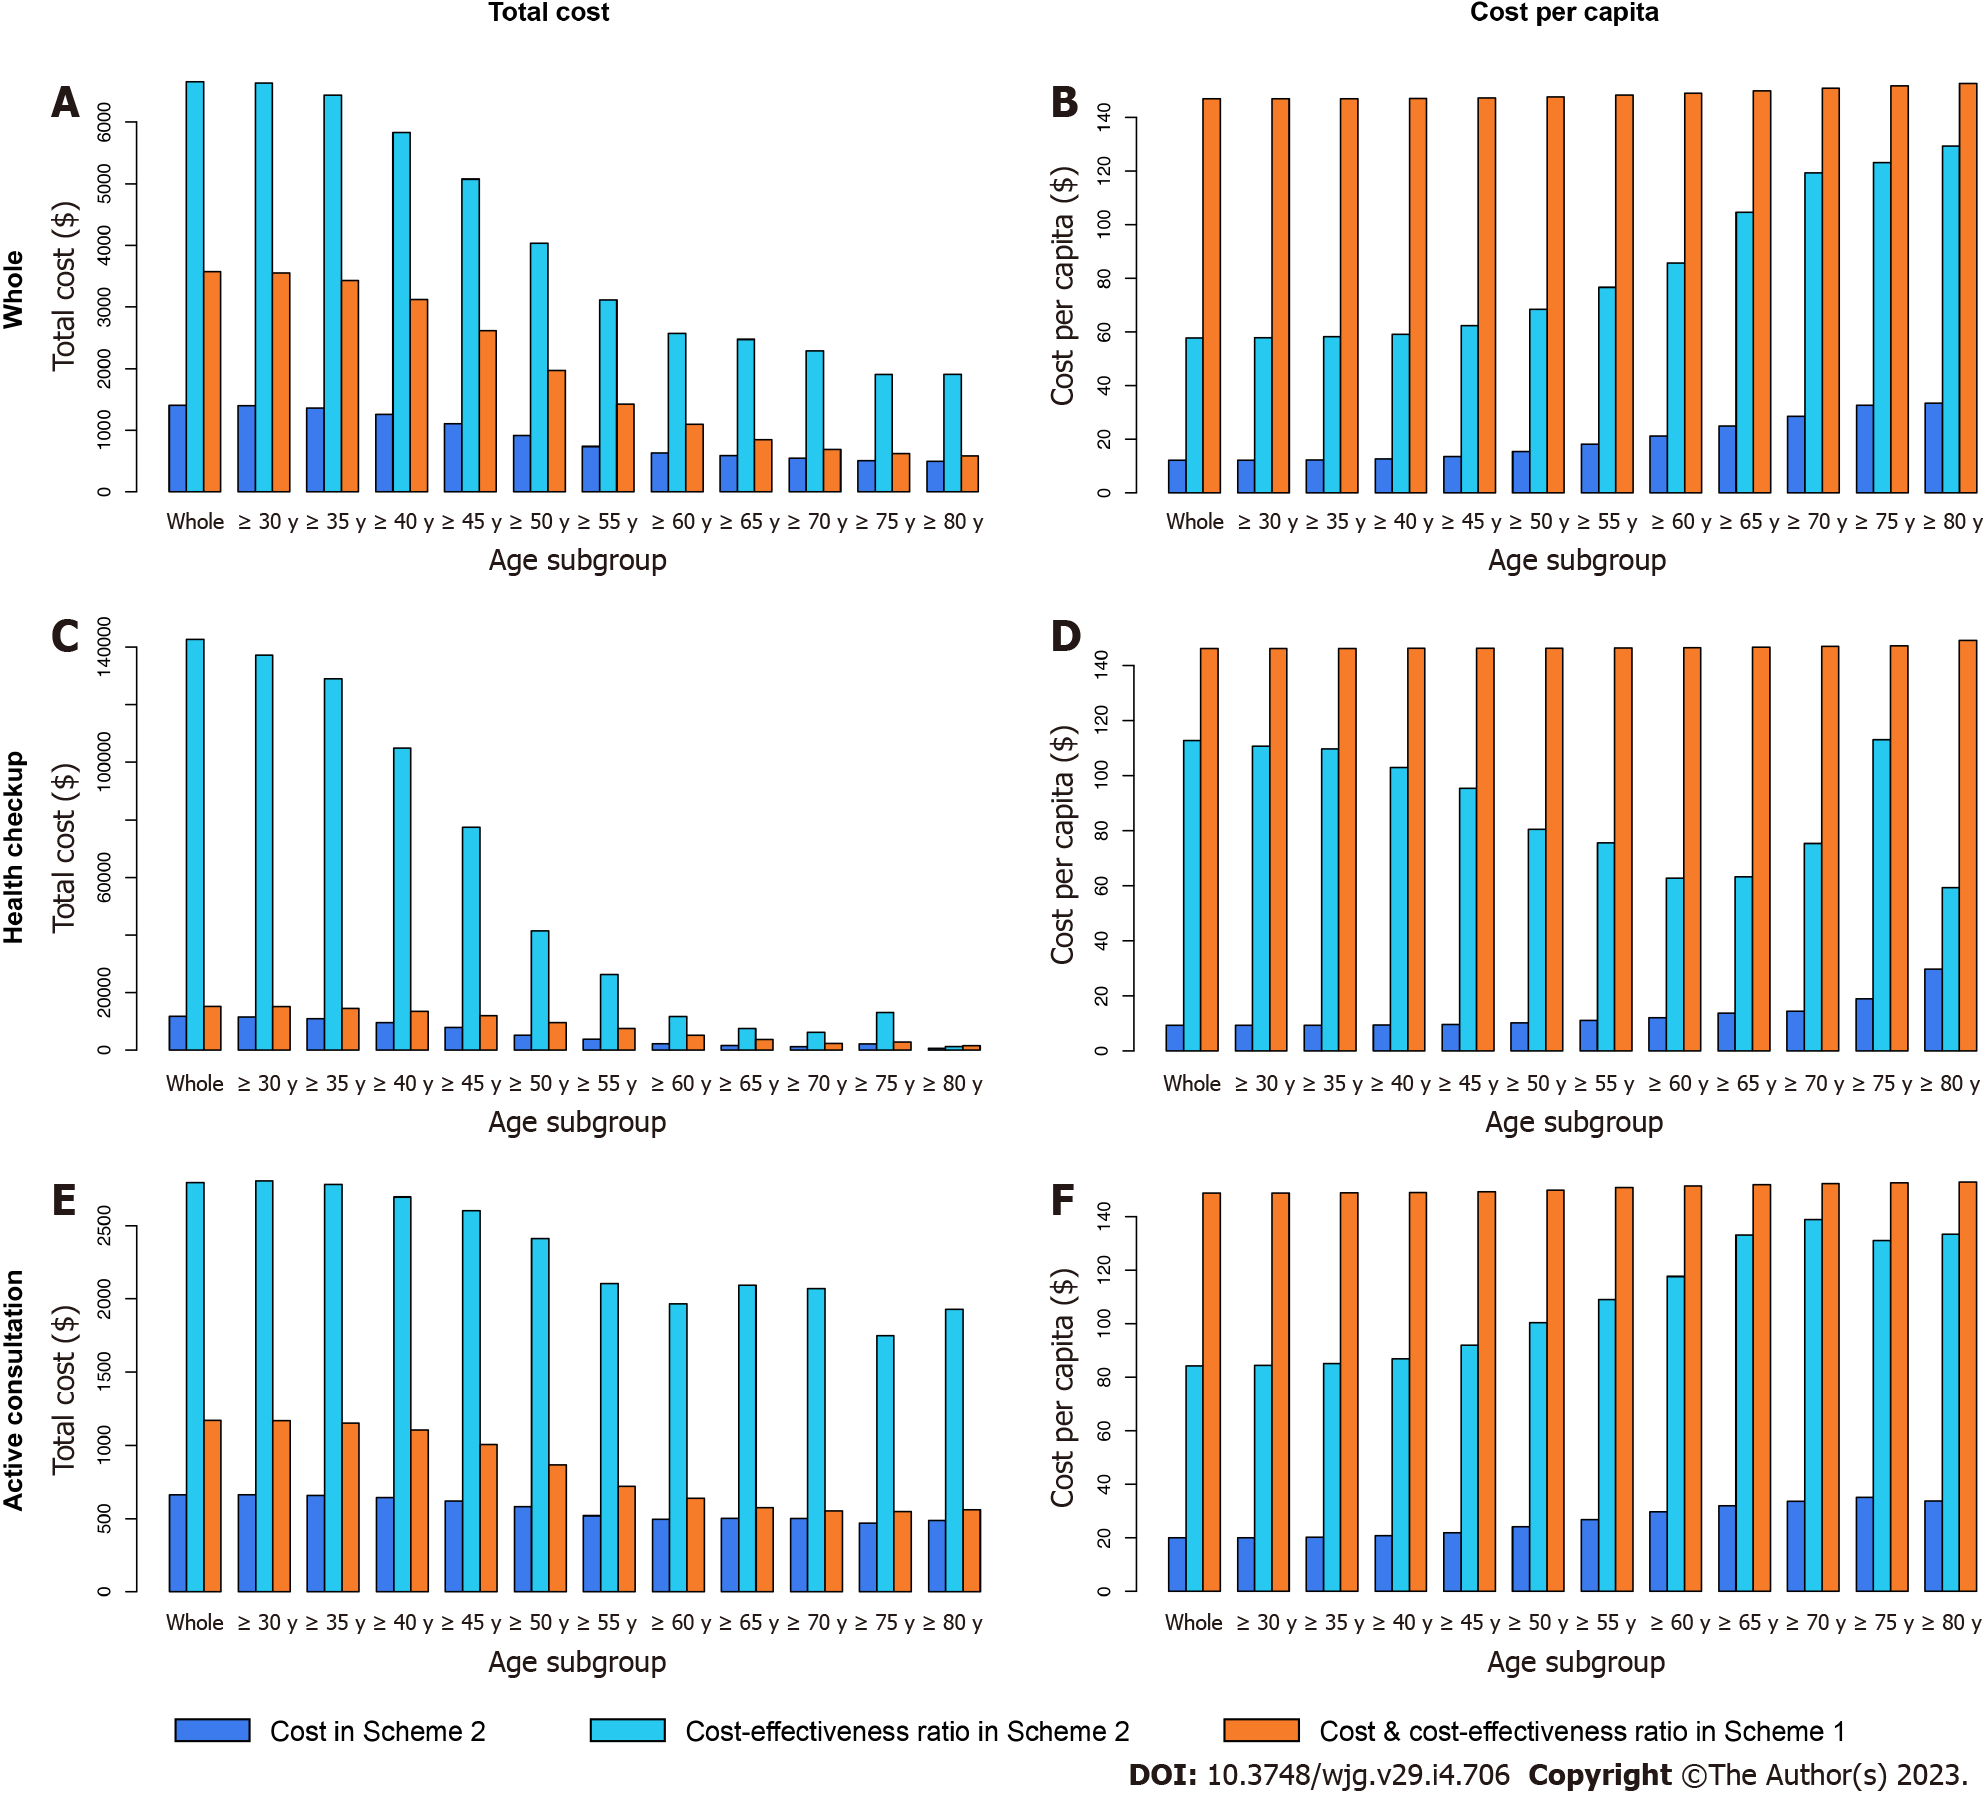 Total cost
Cost per capita
Whole
A
Total cost ($)
0 1000 2000 3000 4000 5000 6000
Whole ≥ 30 y ≥ 35 y ≥ 40 y ≥ 45 y ≥ 50 y ≥ 55 y ≥ 60 y ≥ 65 y ≥ 70 y ≥ 75 y ≥ 80 y
Age subgroup
B
Cost per capita ($)
0 20 40 60 80 100 120 140
Whole ≥ 30 y ≥ 35 y ≥ 40 y ≥ 45 y ≥ 50 y ≥ 55 y ≥ 60 y ≥ 65 y ≥ 70 y ≥ 75 y ≥ 80 y
Age subgroup
Health checkup
C
Total cost ($)
0 20000 60000 100000 140000
Whole ≥ 30 y ≥ 35 y ≥ 40 y ≥ 45 y ≥ 50 y ≥ 55 y ≥ 60 y ≥ 65 y ≥ 70 y ≥ 75 y ≥ 80 y
Age subgroup
D
Cost per capita ($)
0 20 40 60 80 100 120 140
Whole ≥ 30 y ≥ 35 y ≥ 40 y ≥ 45 y ≥ 50 y ≥ 55 y ≥ 60 y ≥ 65 y ≥ 70 y ≥ 75 y ≥ 80 y
Age subgroup
Active consultation
E
Total cost ($)
0 500 1000 1500 2000 2500
Whole ≥ 30 y ≥ 35 y ≥ 40 y ≥ 45 y ≥ 50 y ≥ 55 y ≥ 60 y ≥ 65 y ≥ 70 y ≥ 75 y ≥ 80 y
Age subgroup
F
Cost per capita ($)
0 20 40 60 80 100 120 140
Whole ≥ 30 y ≥ 35 y ≥ 40 y ≥ 45 y ≥ 50 y ≥ 55 y ≥ 60 y ≥ 65 y ≥ 70 y ≥ 75 y ≥ 80 y
Age subgroup
Cost in Scheme 2
Cost-effectiveness ratio in Scheme 2
Cost & cost-effectiveness ratio in Scheme 1
DOI: 10.3748/wjg.v29.i4.706 Copyright ©The Author(s) 2023.